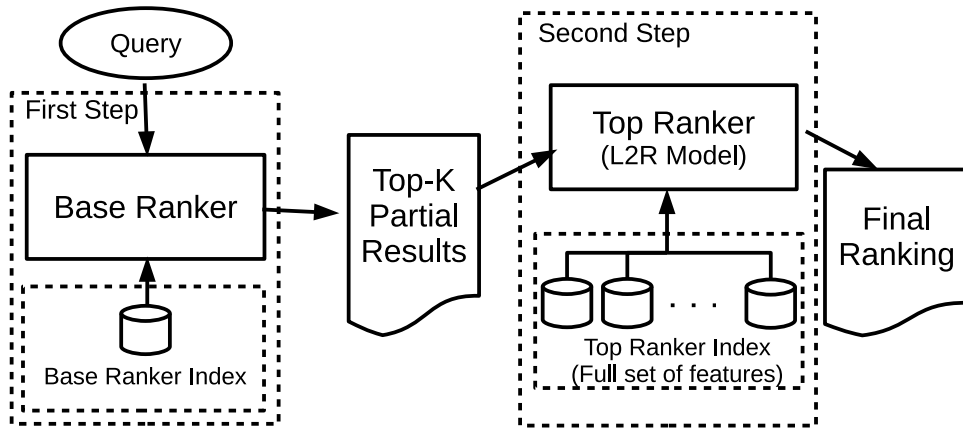 Query
First Step
Base Ranker
Base Ranker Index
Top-K
Partial
Results
Second Step
Top Ranker
(L2R Model)
. . . .
Top Ranker Index
(Full set of features)
Final
Ranking